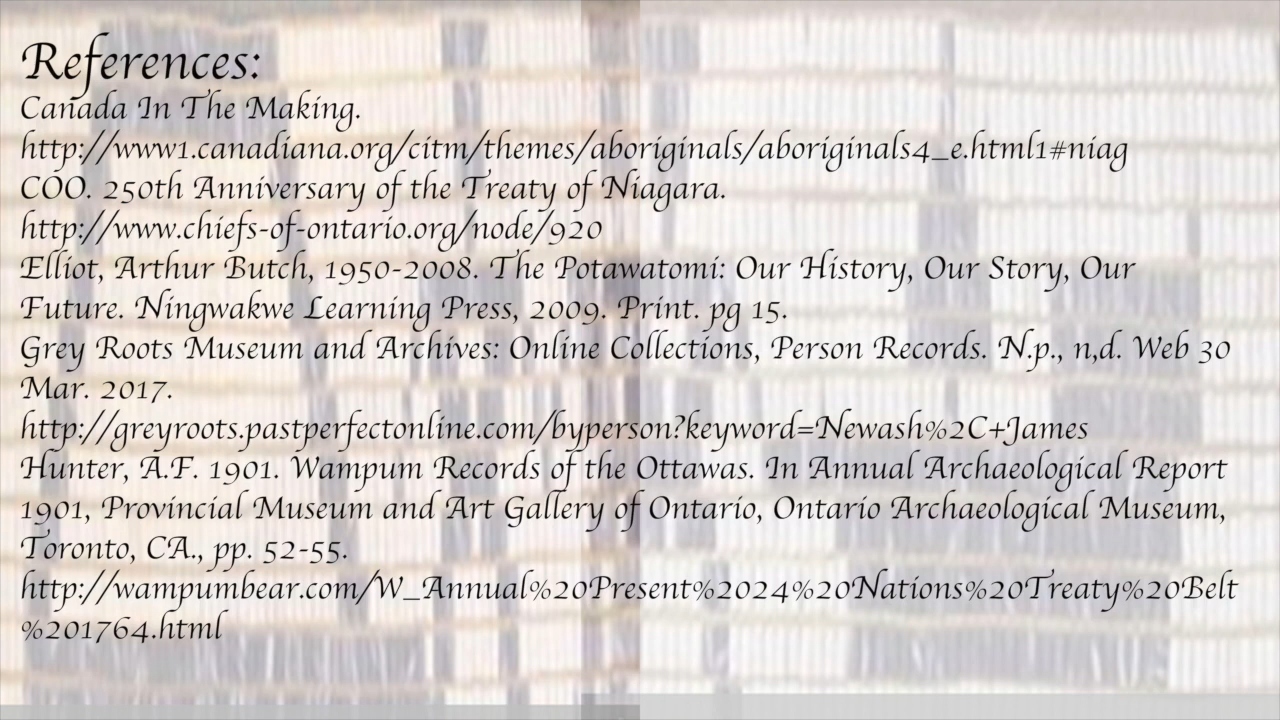 References:
Canada In The Making.
http://www1.canadiana.org/citm/themes/aboriginals/aboriginals4_e.html1#niag
COO. 250th Anniversary of the Treaty of Niagara.
http://www.chiefs-of-ontario.org/node/920
Elliot, Arthur Butch, 1950-2008. The Potawatomi: Our History, Our Story, Our
Future. Ningwakwe Learning Press, 2009. Print. pg 15.
Grey Roots Museum and Archives: Online Collections, Person Records. N.p., n,d. Web 30
Mar. 2017.
http://greyroots.pastperfectonline.com/byperson?keyword=Newash%2C+James
Hunter, A.F. 1901. Wampum Records of the Ottawas. In Annual Archaeological Report
1901, Provincial Museum and Art Gallery of Ontario, Ontario Archaeological Museum,
Toronto, CA., pp. 52-55.
http://wampumbear.com/W_Annual%20Present%2024%20Nations%20Treaty%20Belt
%201764.html